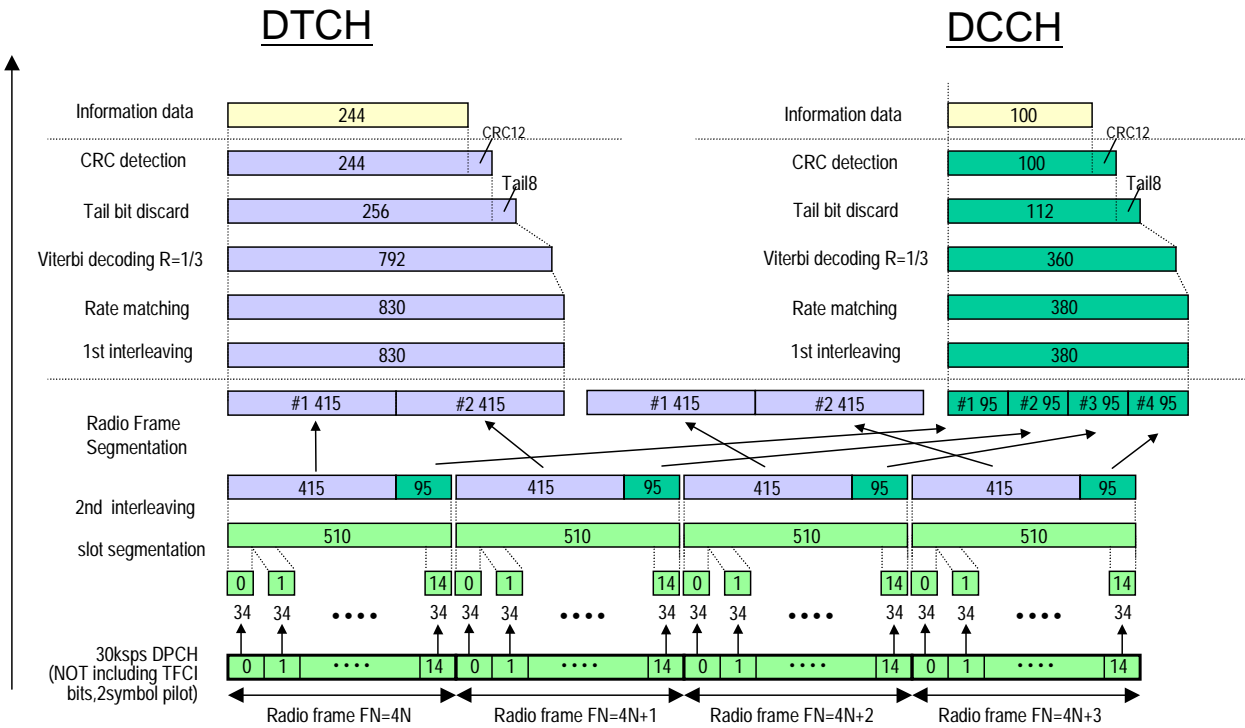 DTCH DCCH
Information data 244 Information data 100
CRC12 CRC12
CRC detection 244 CRC detection 100
Tail8 Tail8
Tail bit discard 256 Tail bit discard 112
Viterbi decoding R=1/3 792 Viterbi decoding R=1/3 360
Rate matching 830 Rate matching 380
1st interleaving 830 1st interleaving 380
#1 415 #2 415 #1 415 #2 415 #1 95 #2 95 #3 95 #4 95
Radio Frame
Segmentation
415 95 415 95 415 95 415 95
2nd interleaving
510 510 510 510
slot segmentation
0 1 14 0 1 14 0 1 14 0 1 14
34 34 •••• 34 34 34 •••• 34 34 34 •••• 34 34 34 •••• 34
30ksps DPCH
(NOT including TFCI
bits,2symbol pilot)
0 1 •••• 14 0 1 •••• 14 0 1 •••• 14 0 1 •••• 14
Radio frame FN=4N Radio frame FN=4N+1 Radio frame FN=4N+2 Radio frame FN=4N+3